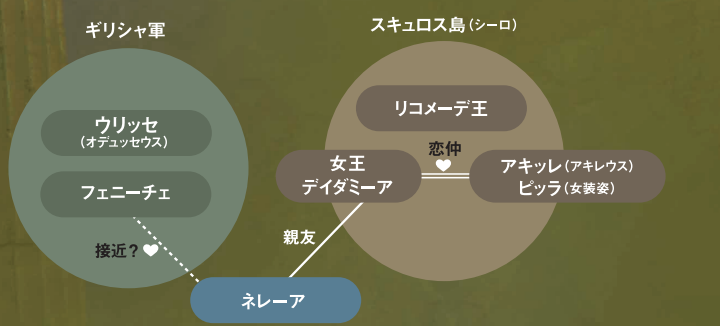 ギリシャ軍
ウリッセ
(オデュッセウス)
フェニーチェ
接近?
スキュロス島(シーロ)
リコメーデ王
恋仲
女王
デイダミーア
アキッレ(アキレウス)
ピッラ(女装姿)
親友
ネレーア